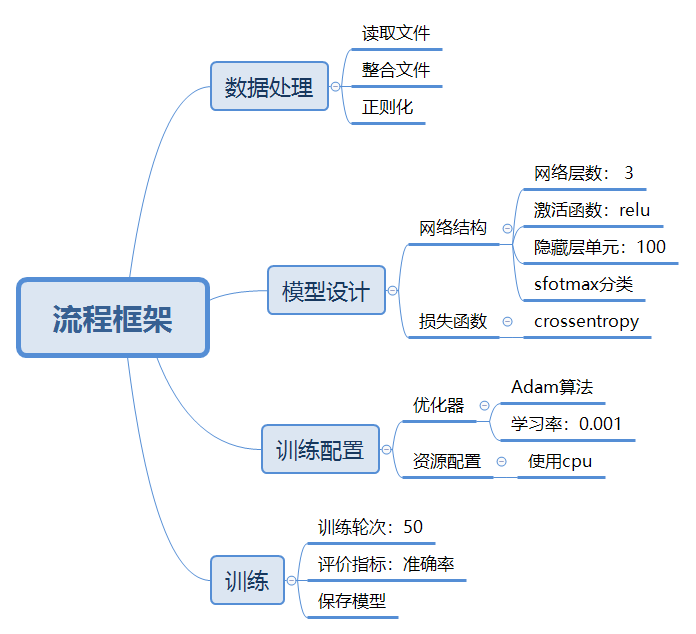 流程框架
数据处理
读取文件
整合文件
正则化
模型设计
网络结构
网络层数： 3
激活函数：relu
隐藏层单元：100
sfotmax分类
损失函数
crossentropy
训练配置
优化器
Adam算法
学习率：0.001
资源配置
使用cpu
训练
训练轮次：50
评价指标：准确率
保存模型